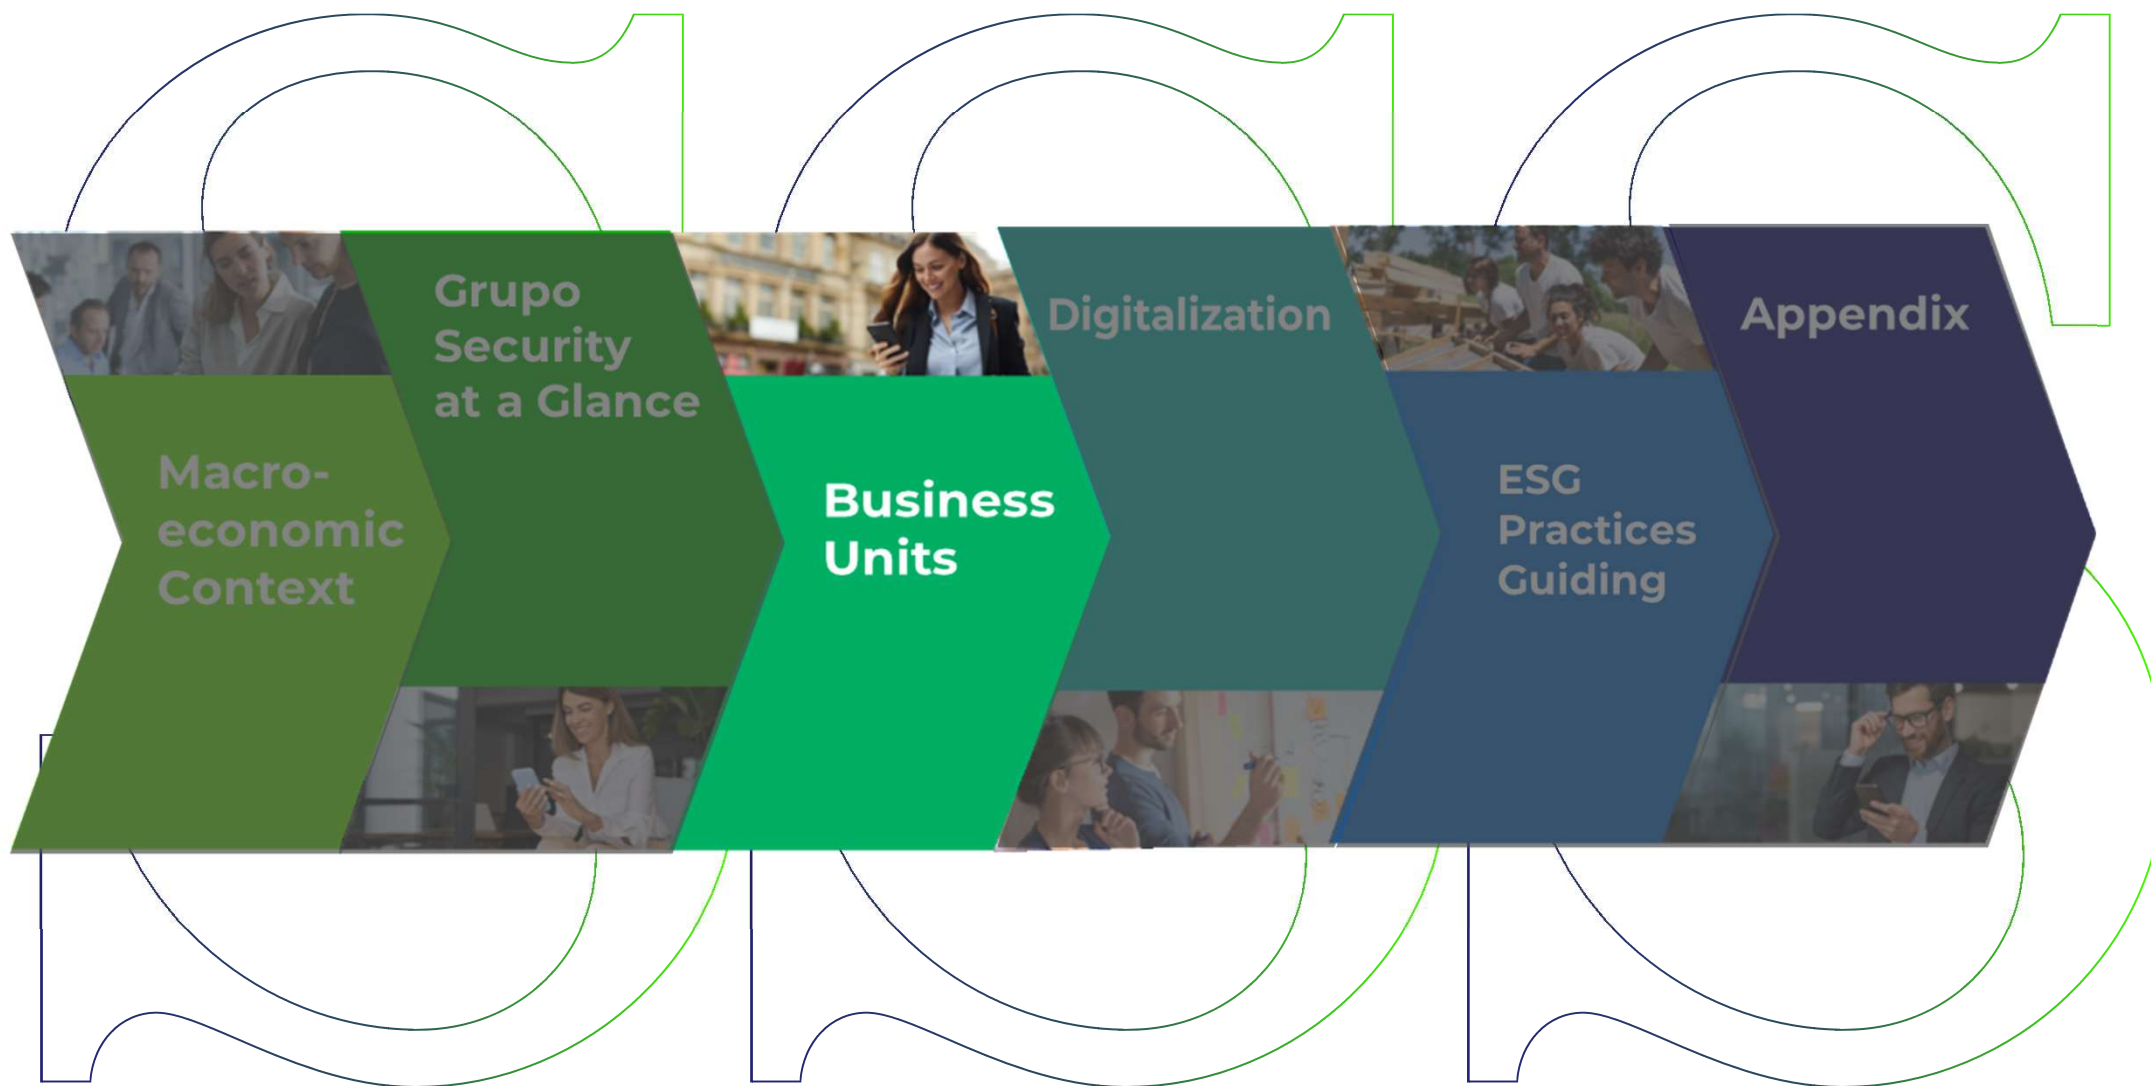 Macro-
economic
Context
Grupo
Security
at a Glance
Business
Units
Digitalization
ESG
Practices
Guiding
Appendix